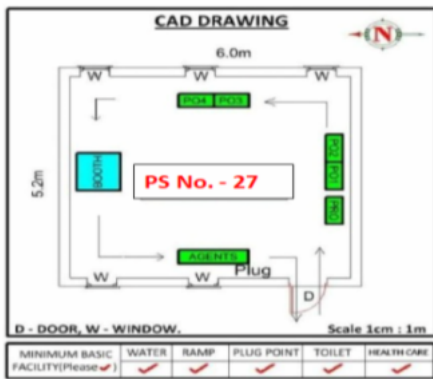 CAD DRAWING
N
6.0m
W W W
PO4 PO3
5.2m
BOOTH
PS No. - 27
PO2 PO1
PRO
AGENTS
Plug
W W
D
D - DOOR, W - WINDOW.
Scale 1cm : 1m
MINIMUM BASIC FACILITY(Please✓)
WATER
RAMP
PLUG POINT
TOILET
HEALTH CARE
✓ ✓ ✓ ✓ ✓